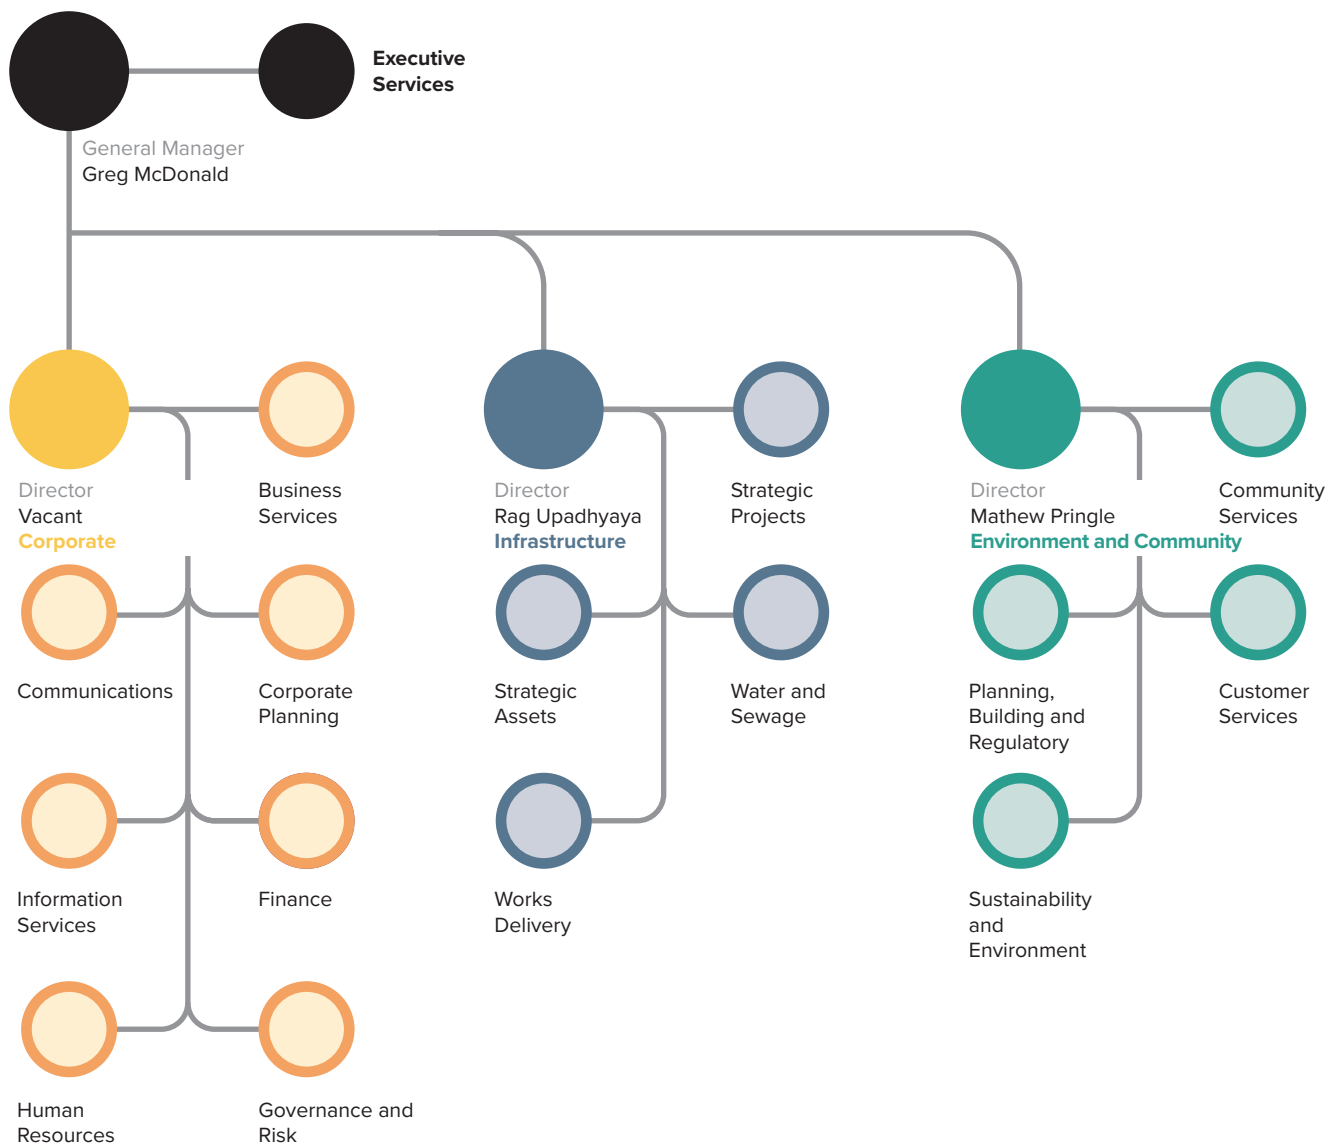 Executive
Services
General Manager
Greg McDonald
Director
Vacant
Corporate
Business
Services
Director
Rag Upadhyaya
Infrastructure
Strategic
Projects
Director
Mathew Pringle
Environment and Community
Community
Services
Communications
Corporate
Planning
Strategic
Assets
Water and
Sewage
Planning,
Building and
Regulatory
Customer
Services
Information
Services
Finance
Works
Delivery
Sustainability
and
Environment
Human
Resources
Governance and
Risk